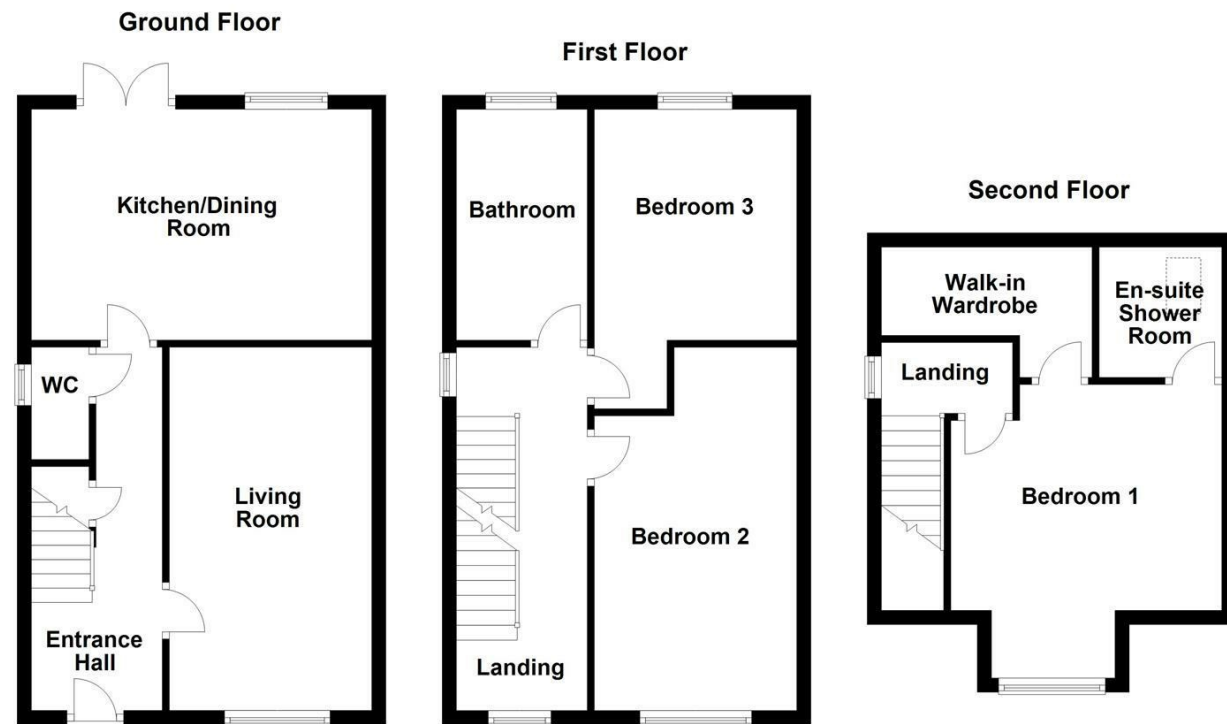 Ground Floor
Kitchen/Dining
Room
WC
Living
Room
Entrance
Hall
First Floor
Bathroom
Bedroom 3
Bedroom 2
Landing
Second Floor
Walk-in
Wardrobe
En-suite
Shower
Room
Landing
Bedroom 1